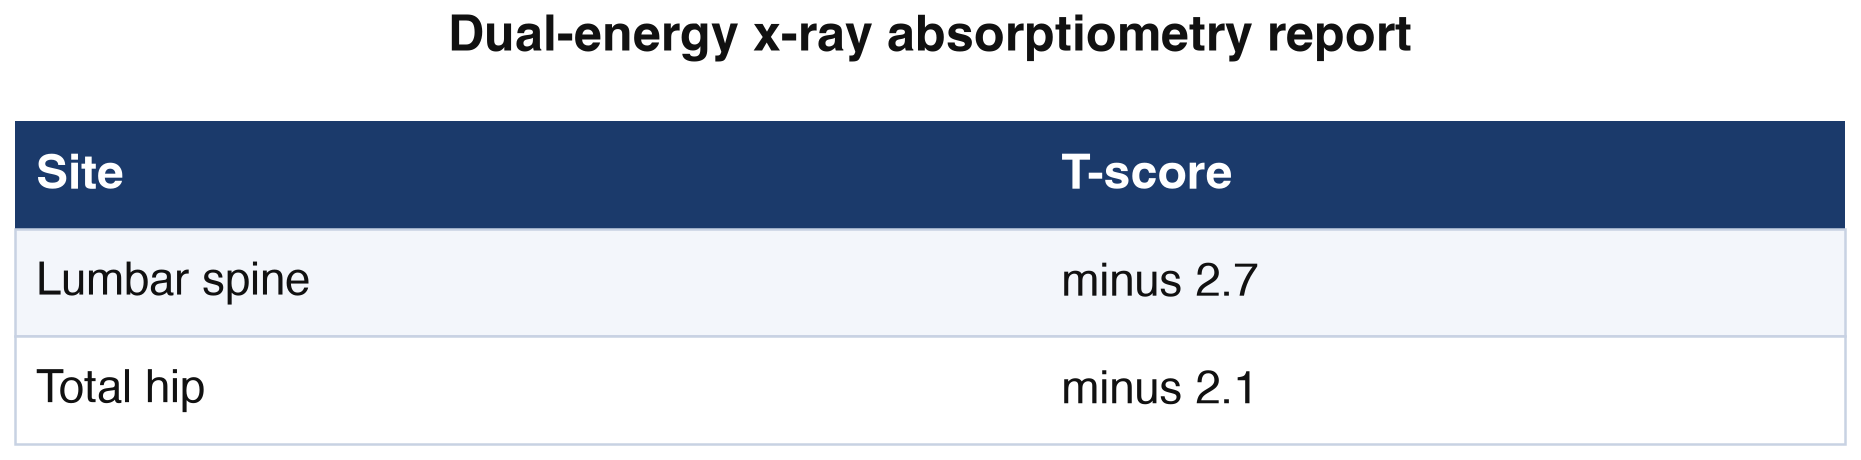 Dual-energy x-ray absorptiometry report
Site T-score
Lumbar spine minus 2.7
Total hip minus 2.1